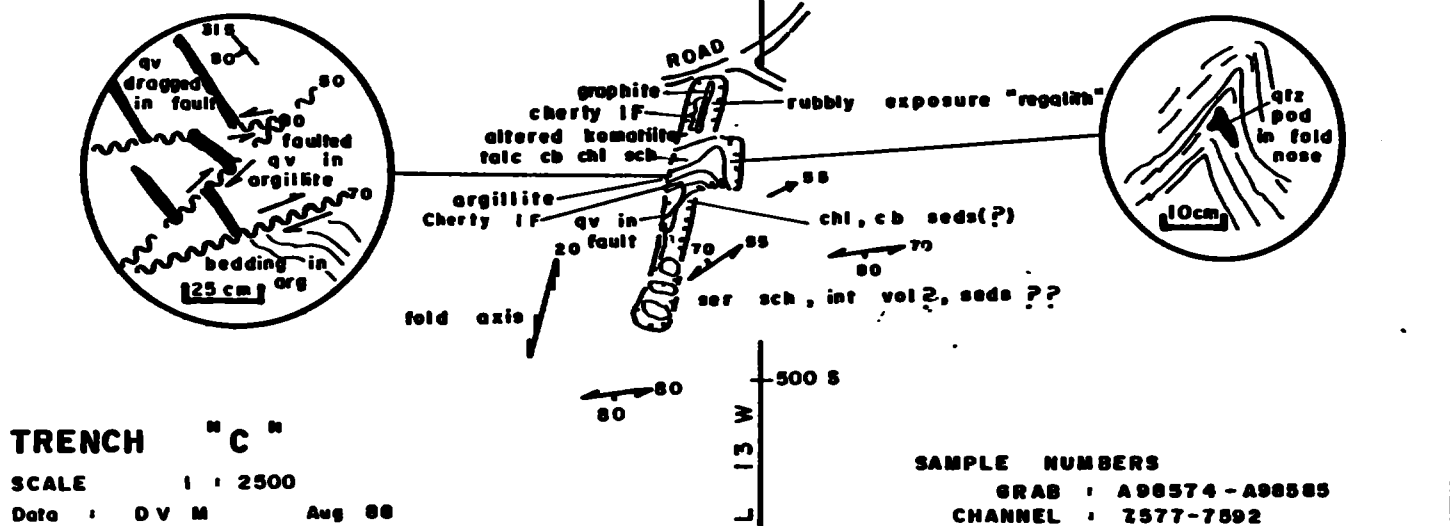 315
80
qv
dragged
in fault
80
80
faulted
qv in
argillite
70
bedding in
arg
25 cm
ROAD
graphite
cherty IF
altered komatiite
talc cb chl sch
argillite
Cherty IF
qv in
fault
rubbly exposure "regalith"
55
chl, cb seds(?)
20
fold axis
70
85
70
80
ser sch, int vol?, seds ??
80
80
500 S
L 13 W
qtz
pod
in fold
nose
10cm
TRENCH "C"
SCALE 1 : 2500
Data : D V M Aug 88
SAMPLE NUMBERS
GRAB : A98574-A98585
CHANNEL : 7577-7592